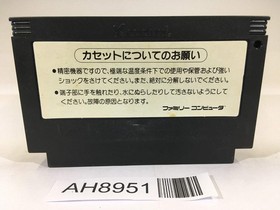 カセットについてのお願い
●精密機器ですので、極端な温度条件下での使用や保管および強い
ショックをさけてください。また、絶対に分解しないでください。
●端子部に手を触れたり、水にぬらしたりして汚さないようにして
ください。故障の原因となります。
ファミリーコンピュータ
AH8951